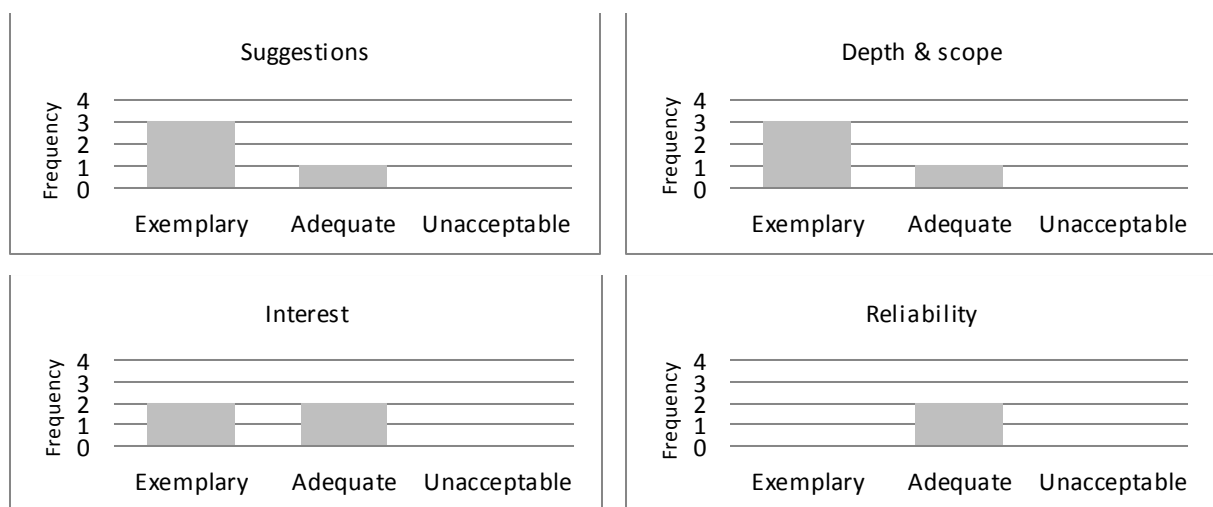 Suggestions
Frequency
4
3
2
1
0
Exemplary Adequate Unacceptable
Depth & scope
Frequency
4
3
2
1
0
Exemplary Adequate Unacceptable
Interest
Frequency
4
3
2
1
0
Exemplary Adequate Unacceptable
Reliability
Frequency
4
3
2
1
0
Exemplary Adequate Unacceptable